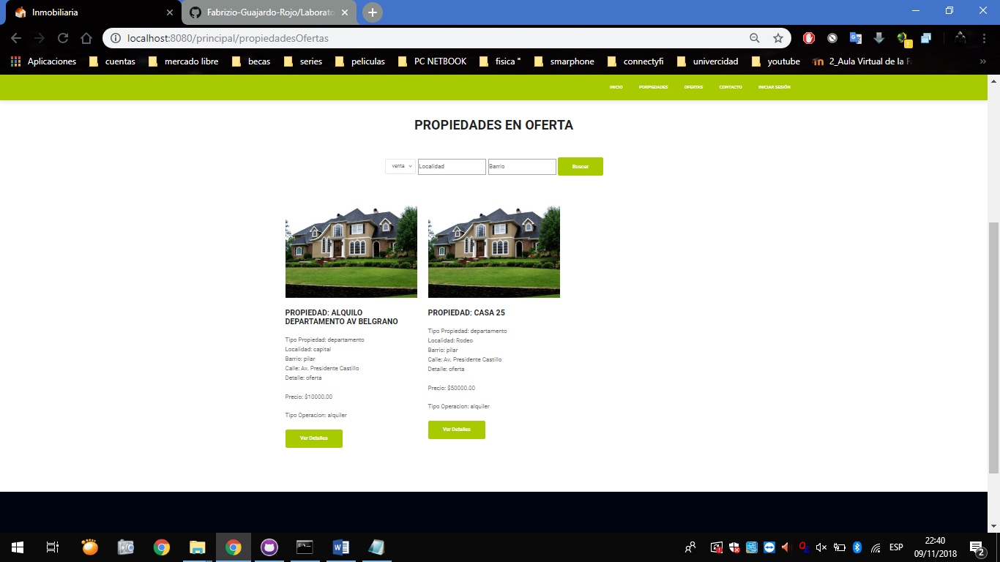 Inmobiliaria
Fabrizio-Guajardo-Rojo/Laborato
localhost:8080/principal/propiedadesOfertas
Aplicaciones cuentas mercado libre becas series peliculas PC NETBOOK fisica " smarphone connectyfi univercidad youtube 2_Aula Virtual de la Fa
INICIO PORPIEDADES OFERTAS CONTACTO INICIAR SESIÓN
PROPIEDADES EN OFERTA
venta Localidad Barrio Buscar
PROPIEDAD: ALQUILO
DEPARTAMENTO AV BELGRANO
Tipo Propiedad: departamento
Localidad: capital
Barrio: pilar
Calle: Av. Presidente Castillo
Detalle: oferta
Precio: $10000.00
Tipo Operacion: alquiler
Ver Detalles
PROPIEDAD: CASA 25
Tipo Propiedad: departamento
Localidad: Rodeo
Barrio: pilar
Calle: Av. Presidente Castillo
Detalle: oferta
Precio: $50000.00
Tipo Operacion: alquiler
Ver Detalles
ESP
22:40
09/11/2018
2